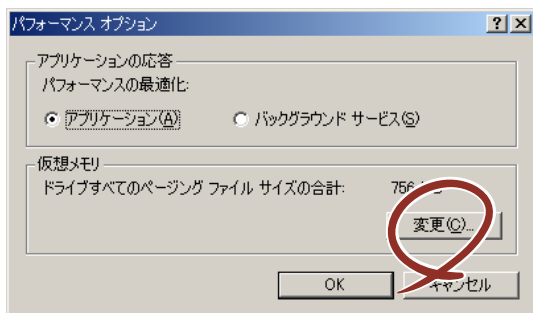 パフォーマンス オプション
アプリケーションの応答
パフォーマンスの最適化:
アプリケーション(A)
バックグラウンド サービス(S)
仮想メモリ
ドライブすべてのページング ファイル サイズの合計: 756
変更(C)...
OK
キャンセル